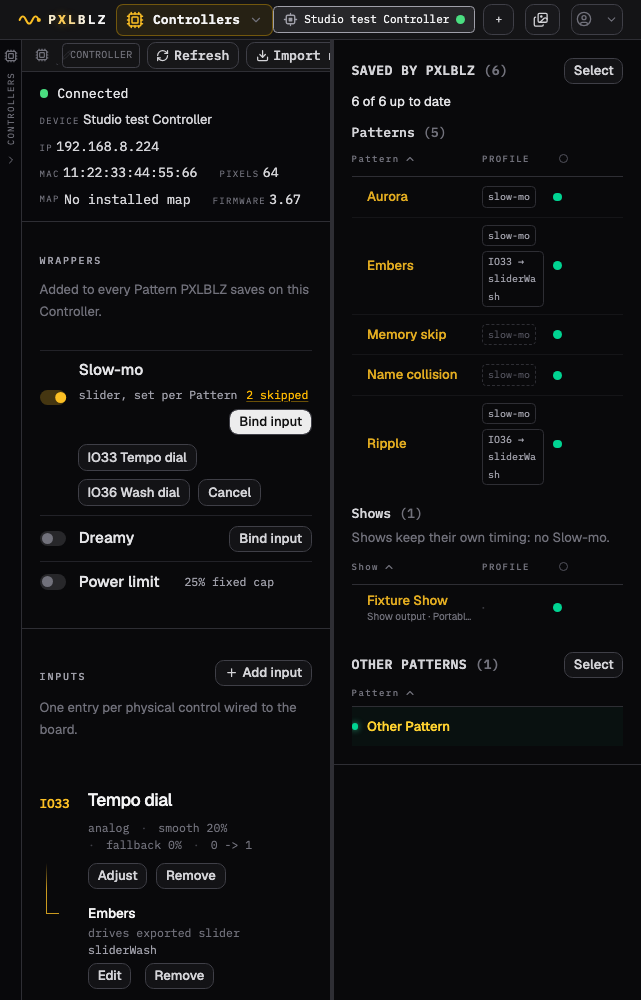 PXLBLZ
Controllers
Studio test Controller
+
CONTROLLERS
CONTROLLER
Refresh
Import
Connected
DEVICE Studio test Controller
IP 192.168.8.224
MAC 11:22:33:44:55:66 PIXELS 64
MAP No installed map FIRMWARE 3.67
WRAPPERS
Added to every Pattern PXLBLZ saves on this
Controller.
Slow-mo
slider, set per Pattern 2 skipped
Bind input
IO33 Tempo dial
IO36 Wash dial Cancel
Dreamy Bind input
Power limit 25% fixed cap
INPUTS
+ Add input
One entry per physical control wired to the
board.
IO33 Tempo dial
analog · smooth 20%
· fallback 0% · 0 -> 1
Adjust Remove
Embers
drives exported slider
sliderWash
Edit Remove
SAVED BY PXLBLZ (6) Select
6 of 6 up to date
Patterns (5)
Pattern PROFILE
Aurora slow-mo
Embers slow-mo
IO33 →
sliderWa
sh
Memory skip slow-mo
Name collision slow-mo
Ripple slow-mo
IO36 →
sliderWa
sh
Shows (1)
Shows keep their own timing: no Slow-mo.
Show PROFILE
Fixture Show ·
Show output · Portabl...
OTHER PATTERNS (1) Select
Pattern
Other Pattern